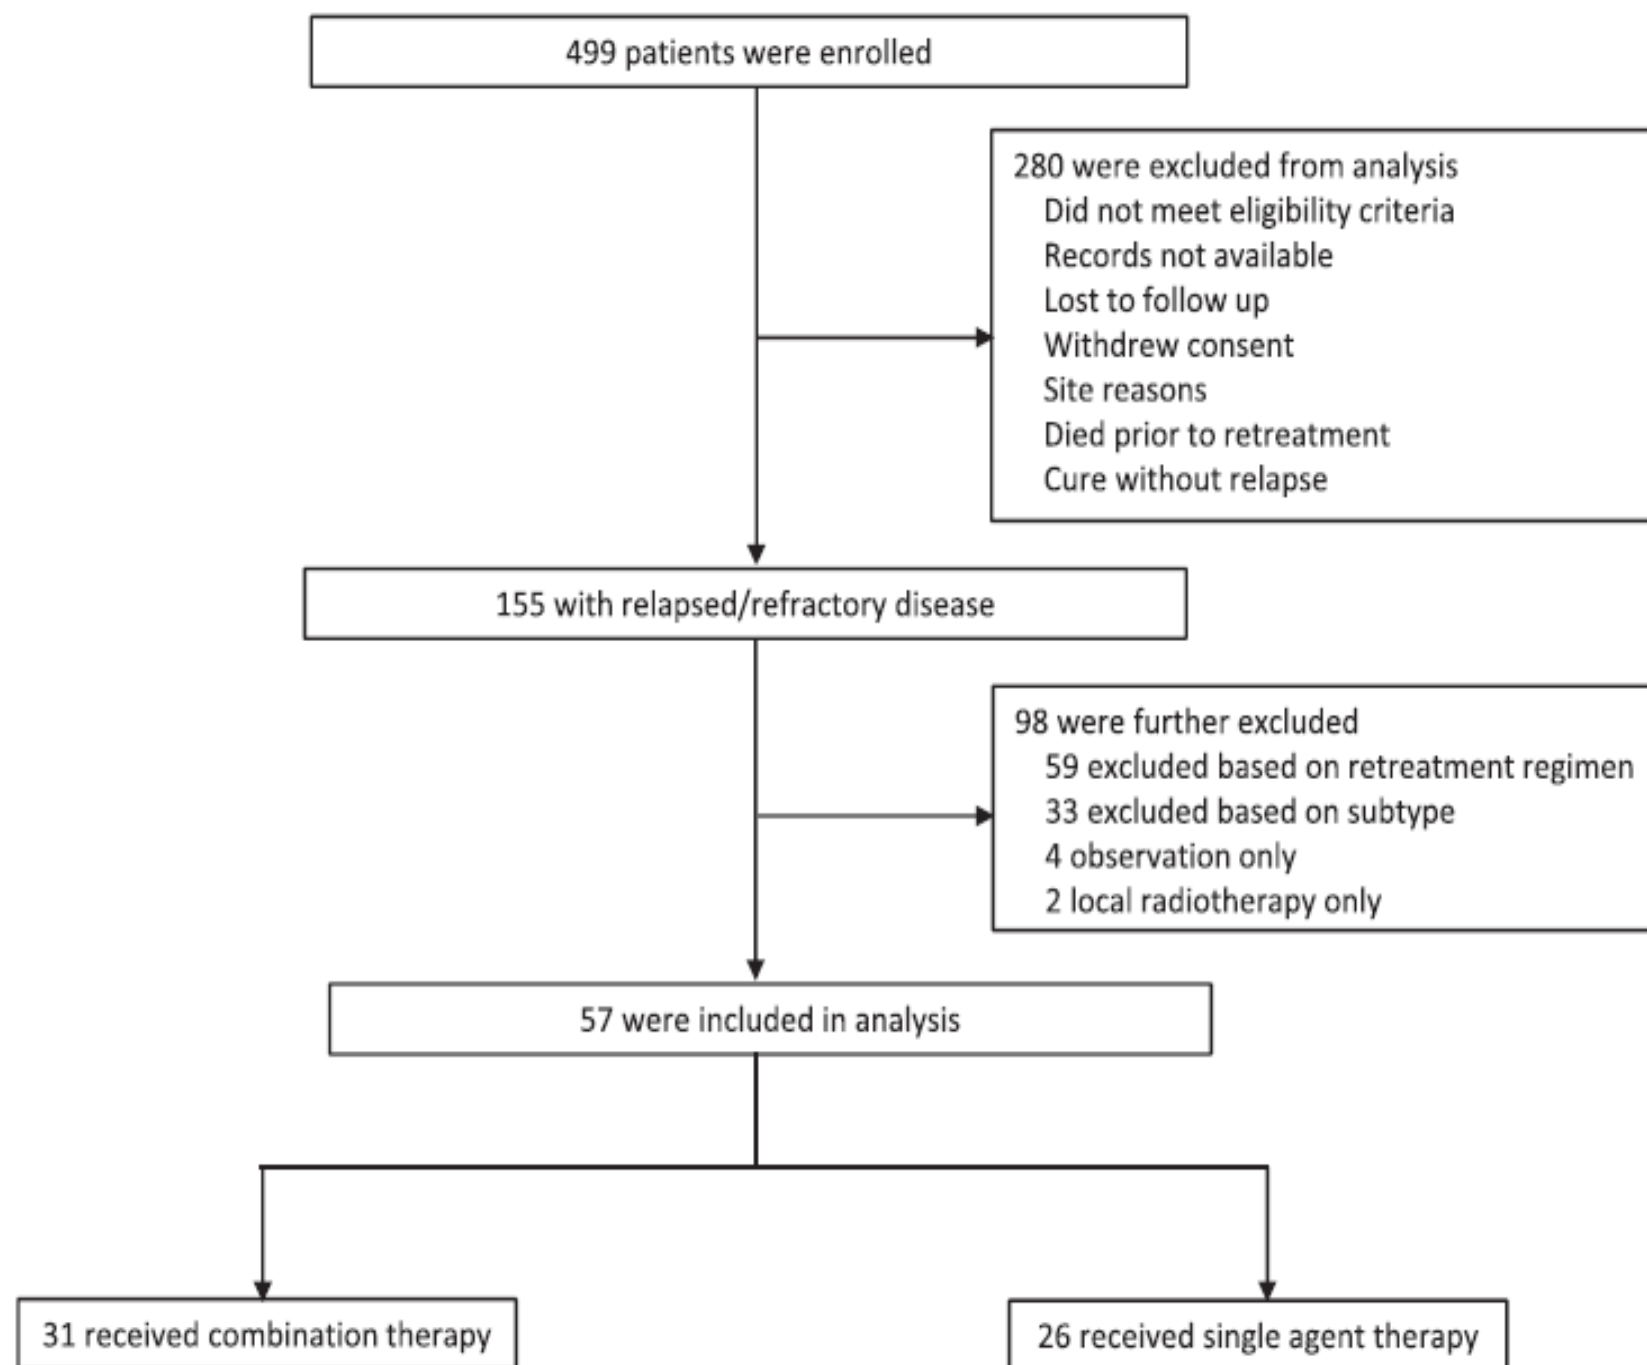 499 patients were enrolled
280 were excluded from analysis
Did not meet eligibility criteria
Records not available
Lost to follow up
Withdrew consent
Site reasons
Died prior to retreatment
Cure without relapse
155 with relapsed/refractory disease
98 were further excluded
59 excluded based on retreatment regimen
33 excluded based on subtype
4 observation only
2 local radiotherapy only
57 were included in analysis
31 received combination therapy
26 received single agent therapy